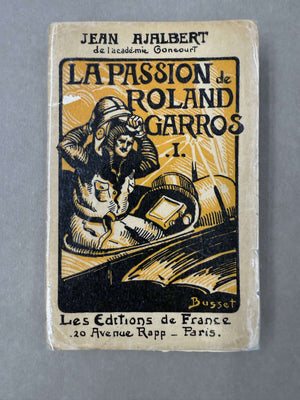 JEAN AJALBERT
de l'académie Goncourt
LA PASSION de
ROLAND
GARROS
.I.
Busset
Les Editions de France
.20 Avenue Rapp _ Paris.